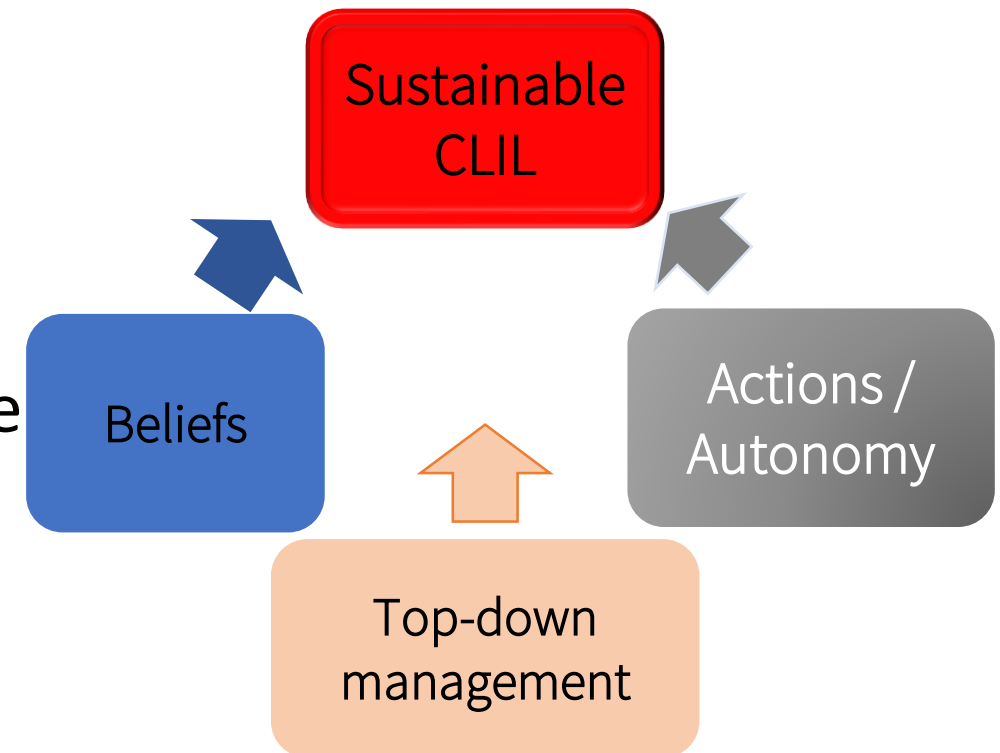 Sustainable
CLIL
e
Beliefs
Actions /
Autonomy
Top-down
management